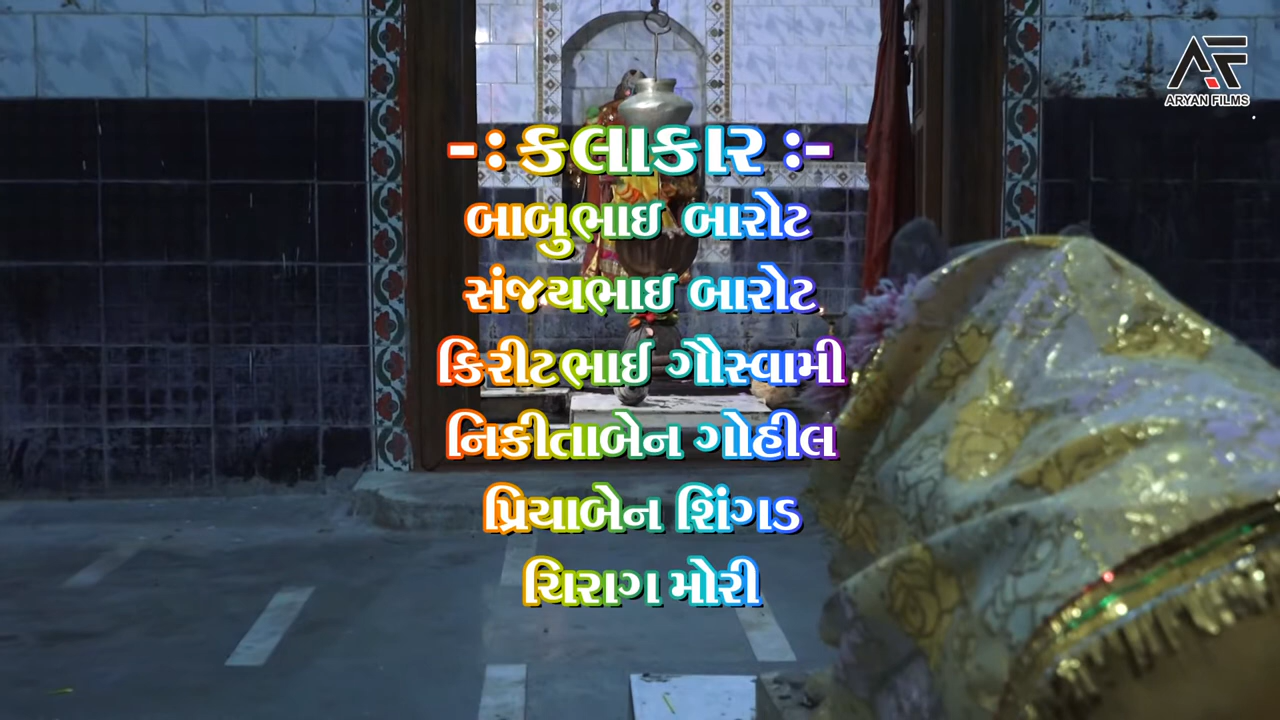 AF
ARYAN FILMS
-ઃ કલાકાર ઃ-
બાબુભાઇ બારોટ
સંજયભાઇ બારોટ
કિરીટભાઈ ગૌસ્વામી
નિકીતાબેન ગોહીલ
પ્રિયાબેન શિંગડ
ચિરાગ મોરી